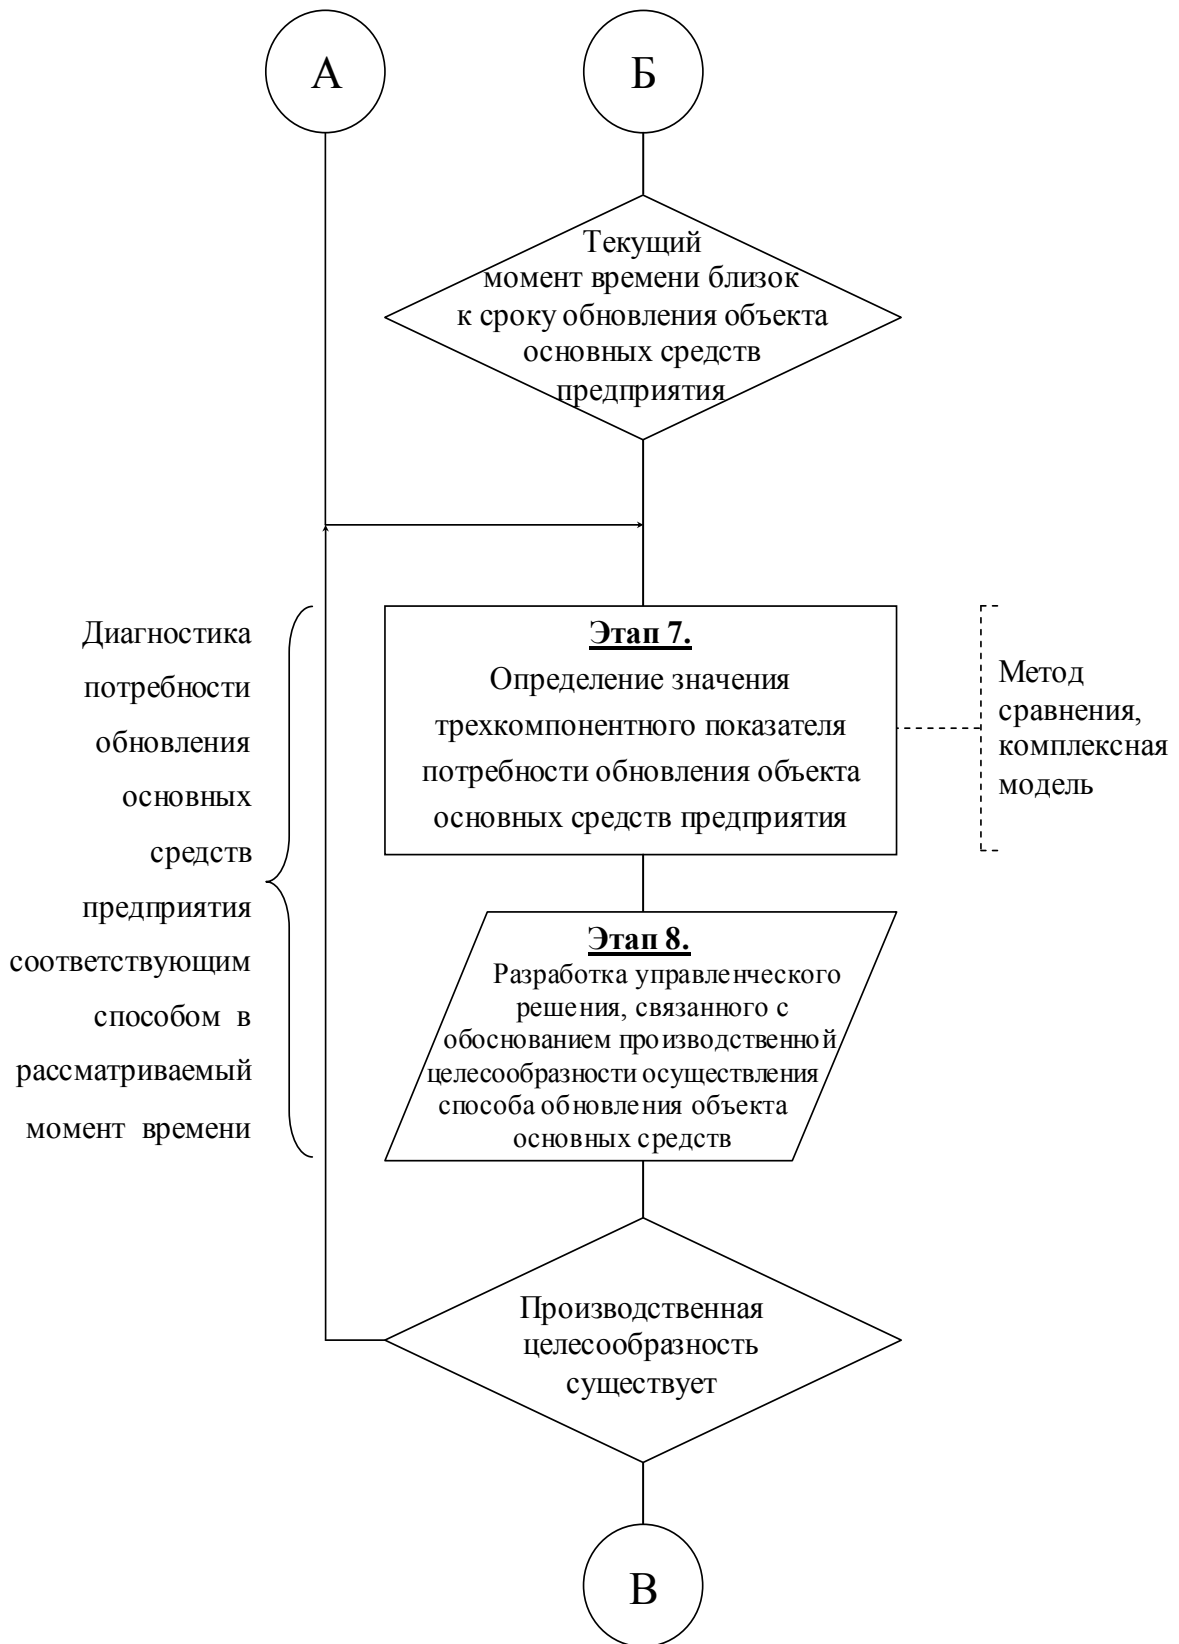 А
Б
Текущий
момент времени близок
к сроку обновления объекта
основных средств
предприятия
Диагностика
потребности
обновления
основных
средств
предприятия
соответствующим
способом в
рассматриваемый
момент времени
Этап 7.
Определение значения
трехкомпонентного показателя
потребности обновления объекта
основных средств предприятия
Метод
сравнения,
комплексная
модель
Этап 8.
Разработка управленческого
решения, связанного с
обоснованием производственной
целесообразности осуществления
способа обновления объекта
основных средств
Производственная
целесообразность
существует
В